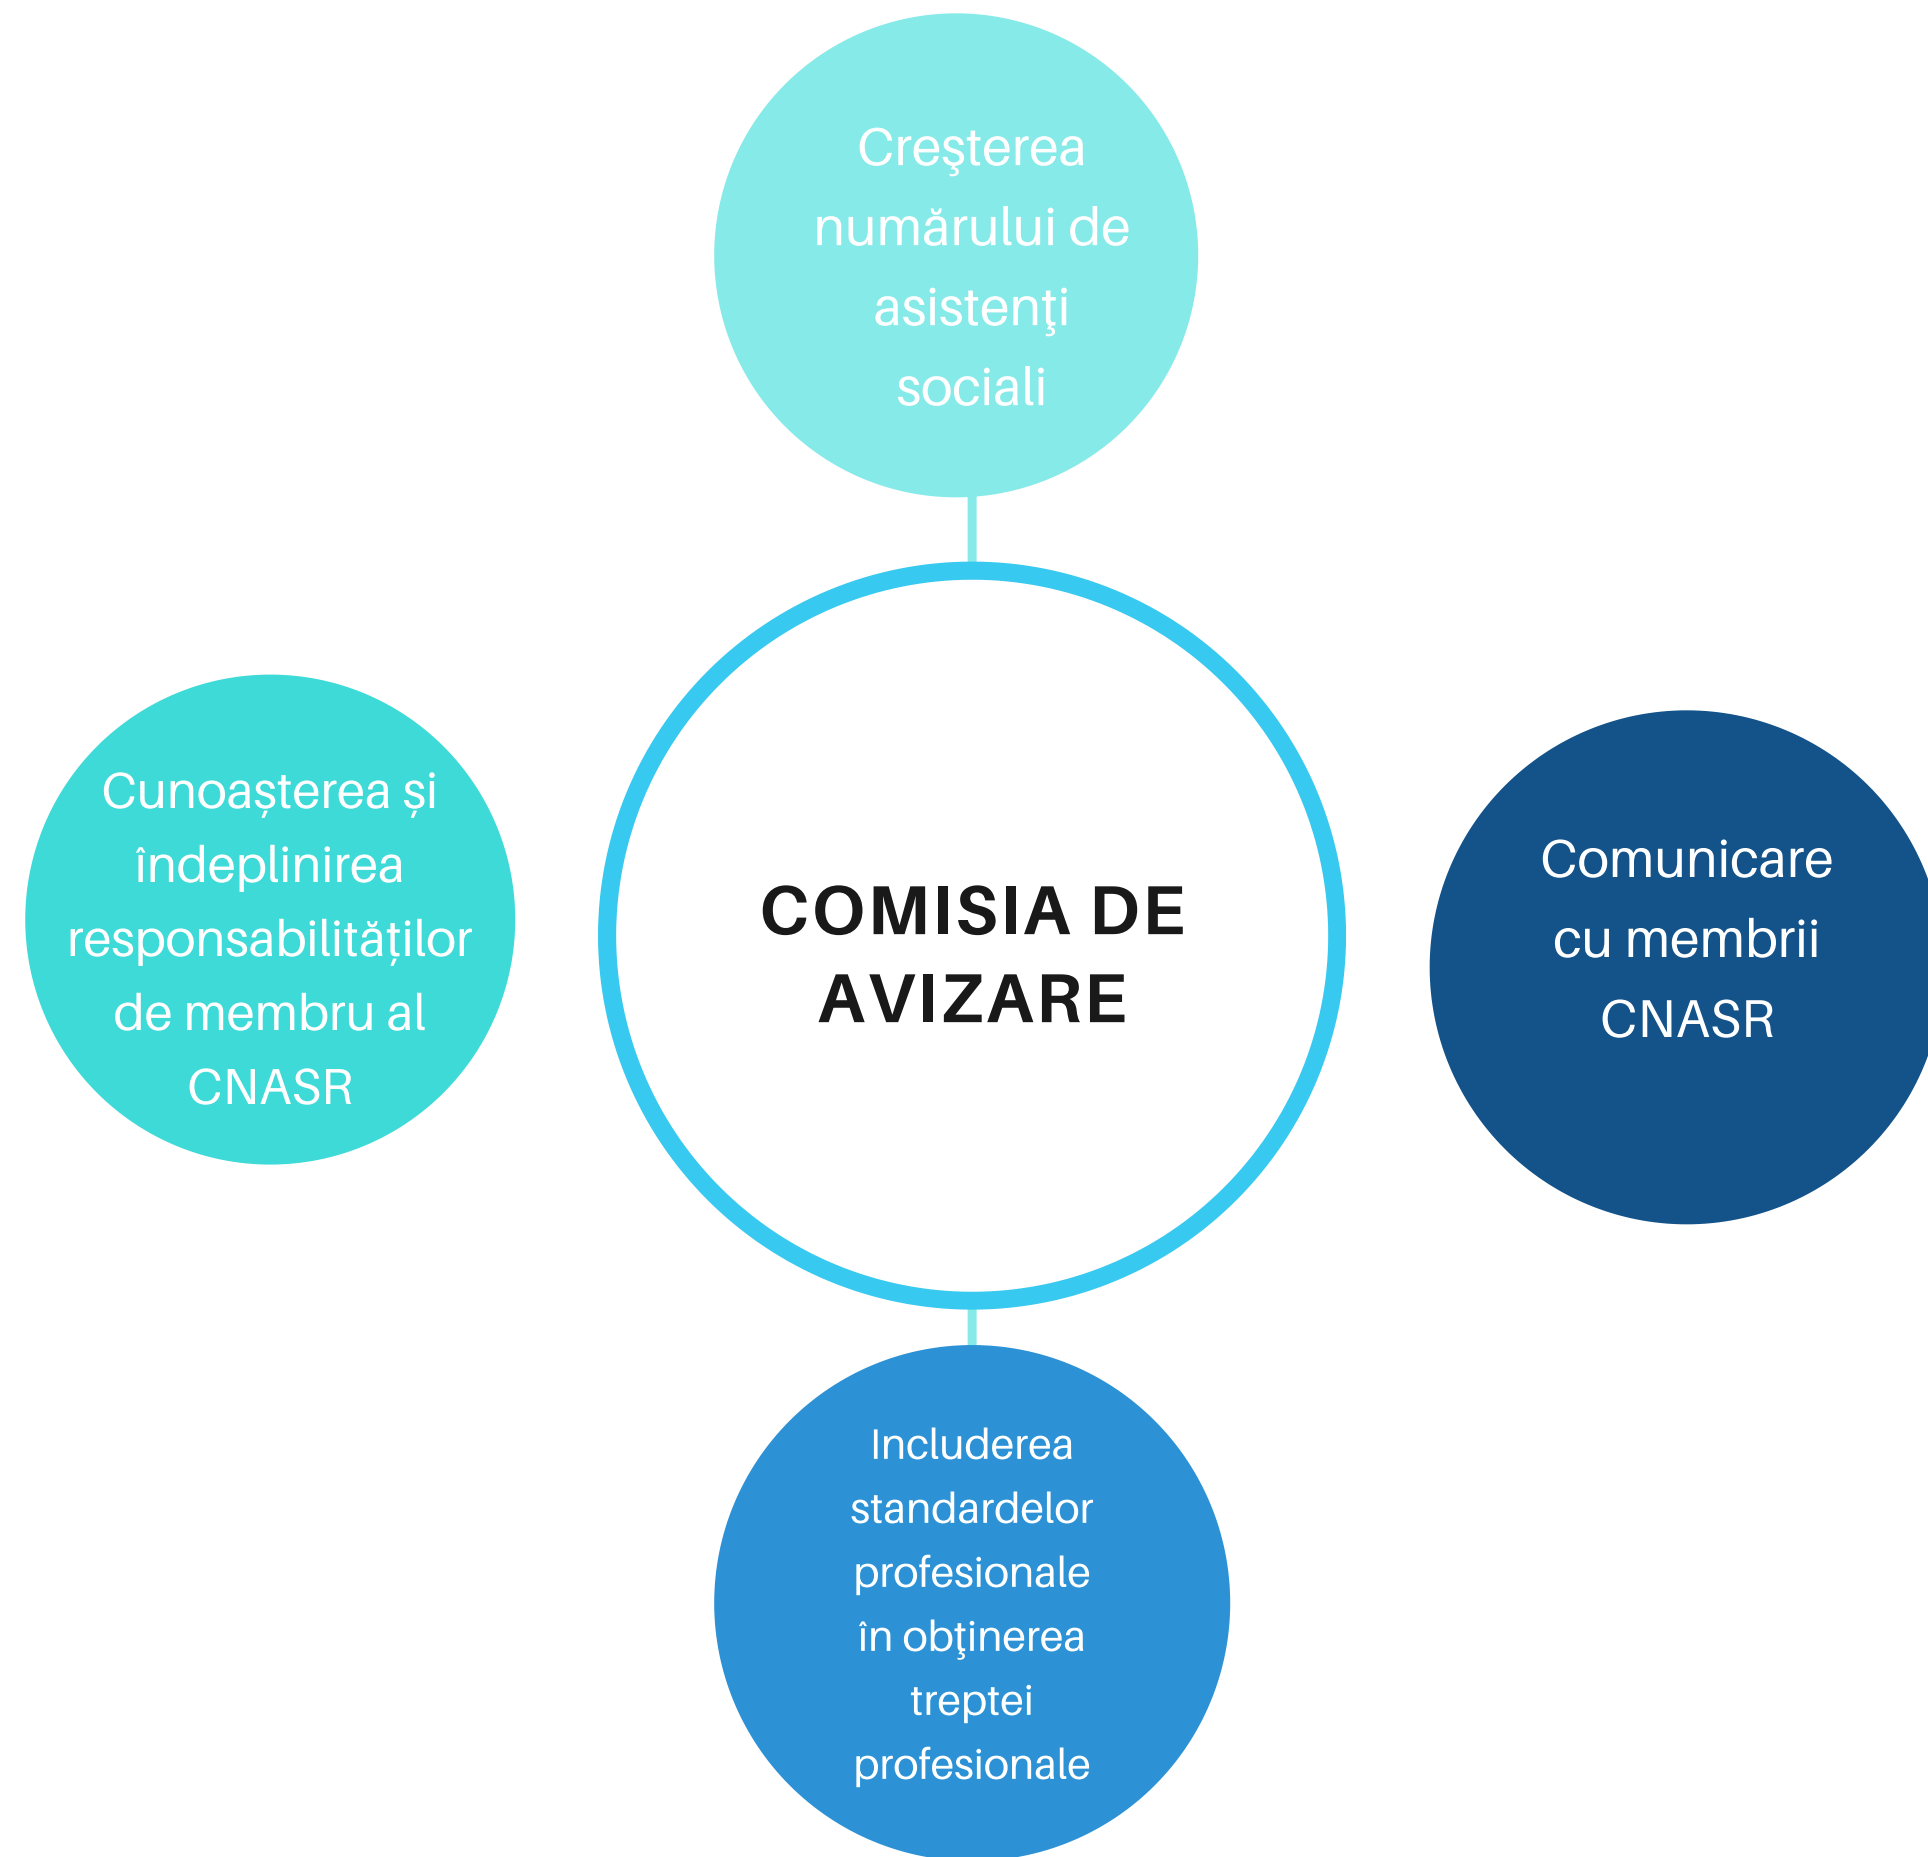 Creşterea
numărului de
asistenţi
sociali
Cunoașterea și
îndeplinirea
responsabilităților
de membru al
CNASR
COMISIA DE
AVIZARE
Comunicare
cu membrii
CNASR
Includerea
standardelor
profesionale
în obţinerea
treptei
profesionale